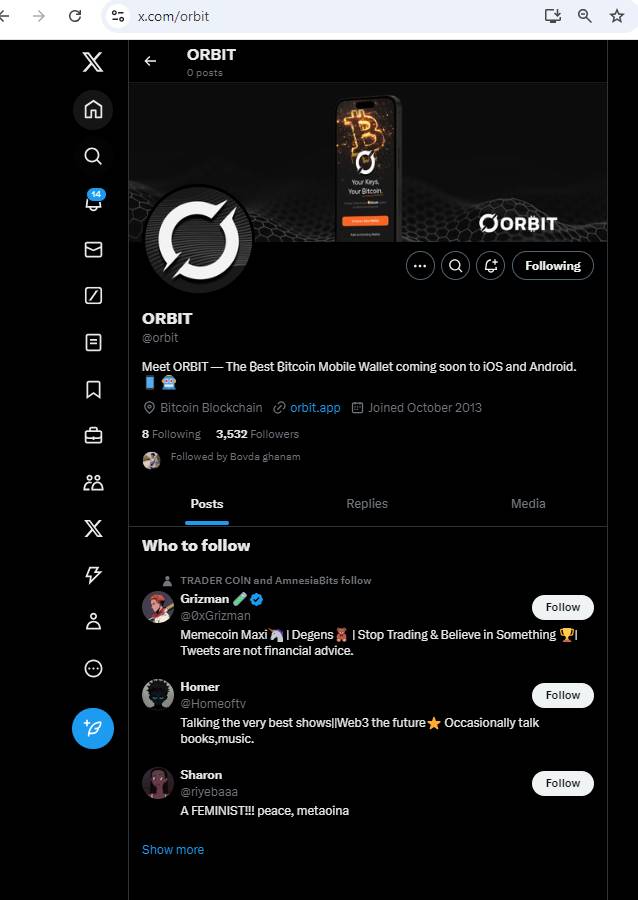 x.com/orbit
ORBIT
0 posts
Your Keys,
Your Bitcoin.
ORBIT
14
Following
ORBIT
@orbit
Meet ORBIT — The ₿est ₿itcoin Mobile Wallet coming soon to iOS and Android.
📱 🤖
Bitcoin Blockchain orbit.app Joined October 2013
8 Following 3,532 Followers
Followed by Bovda ghanam
Posts Replies Media
Who to follow
TRADER COIN and AmnesiaBits follow
Grizman
@0xGrizman
Follow
Memecoin Maxi🦄 | Degens🧸 | Stop Trading & Believe in Something 🏆|
Tweets are not financial advice.
Homer
@Homeoftv
Follow
Talking the very best shows||Web3 the future⭐ Occasionally talk
books,music.
Sharon
@riyebaaa
Follow
A FEMINIST!!! peace, metaoina
Show more